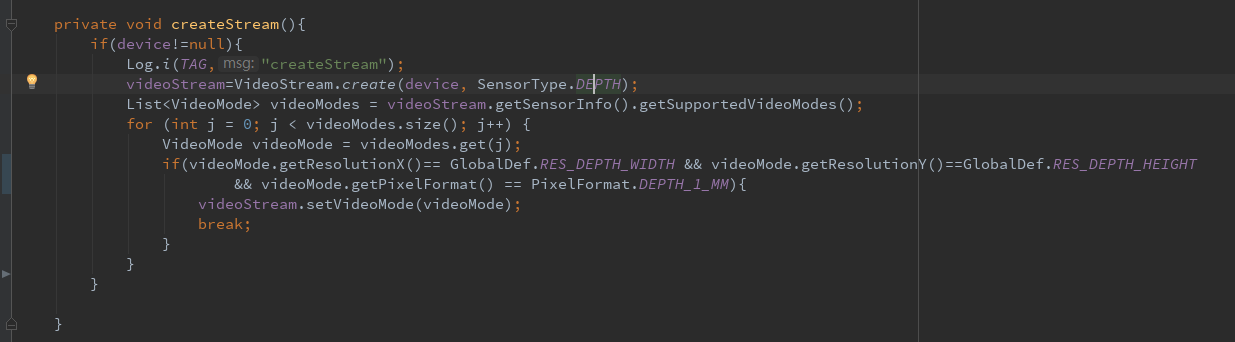 private void createStream(){
if(device!=null){
Log.i(TAG, msg: "createStream");
videoStream=VideoStream.create(device, SensorType.DEPTH);
List<VideoMode> videoModes = videoStream.getSensorInfo().getSupportedVideoModes();
for (int j = 0; j < videoModes.size(); j++) {
VideoMode videoMode = videoModes.get(j);
if(videoMode.getResolutionX()== GlobalDef.RES_DEPTH_WIDTH && videoMode.getResolutionY()==GlobalDef.RES_DEPTH_HEIGHT
&& videoMode.getPixelFormat() == PixelFormat.DEPTH_1_MM){
videoStream.setVideoMode(videoMode);
break;
}
}
}
}